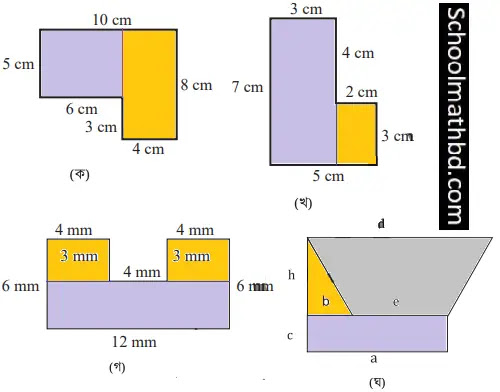 10 cm
5 cm
8 cm
6 cm
3 cm
4 cm
(ক)
3 cm
4 cm
7 cm
2 cm
3 cm
5 cm
(খ)
Schoolmathbd.com
4 mm
4 mm
3 mm
3 mm
4 mm
6 mm
6 mm
12 mm
(গ)
d
h
b
e
c
a
(ঘ)